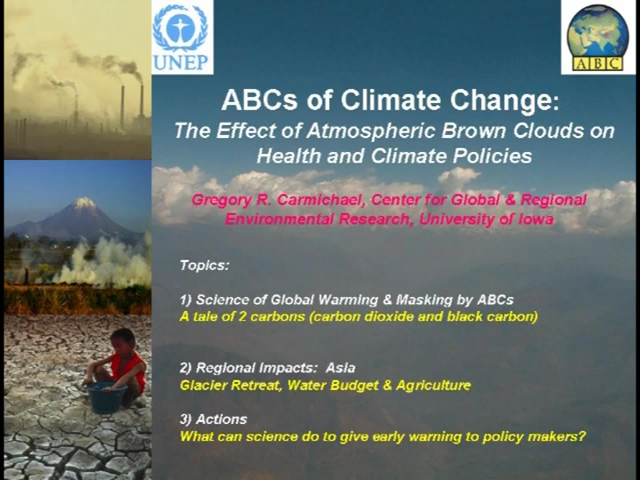 UNEP
ABC
ABCs of Climate Change:
The Effect of Atmospheric Brown Clouds on
Health and Climate Policies
Gregory R. Carmichael, Center for Global & Regional
Environmental Research, University of Iowa
Topics:
1) Science of Global Warming & Masking by ABCs
A tale of 2 carbons (carbon dioxide and black carbon)
2) Regional Impacts: Asia
Glacier Retreat, Water Budget & Agriculture
3) Actions
What can science do to give early warning to policy makers?